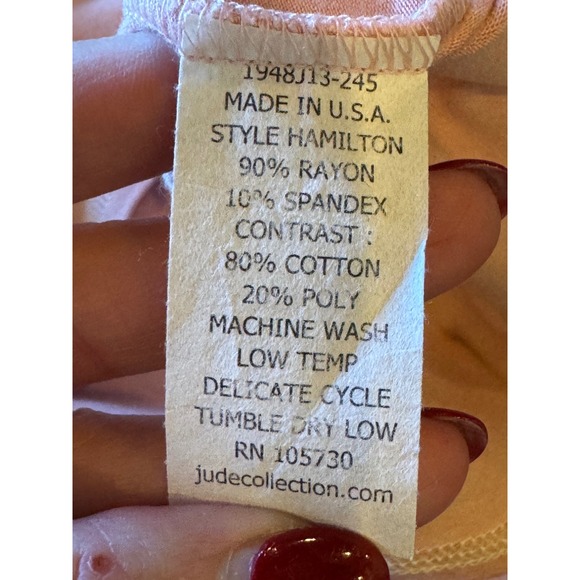 1948J13-245
MADE IN U.S.A.
STYLE HAMILTON
90% RAYON
10% SPANDEX
CONTRAST :
80% COTTON
20% POLY
MACHINE WASH
LOW TEMP
DELICATE CYCLE
TUMBLE DRY LOW
RN 105730
judecollection.com